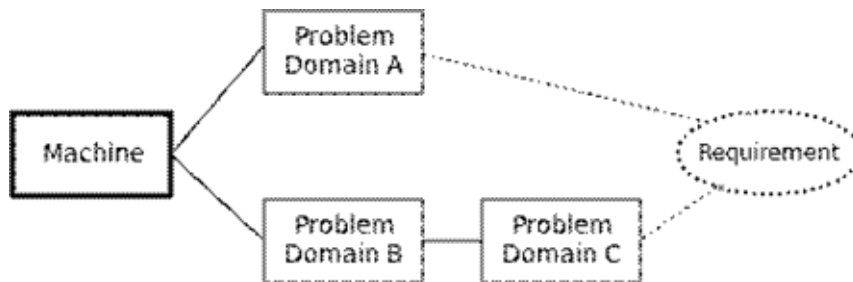 Problem
Domain A
Machine
Requirement
Problem
Domain B
Problem
Domain C